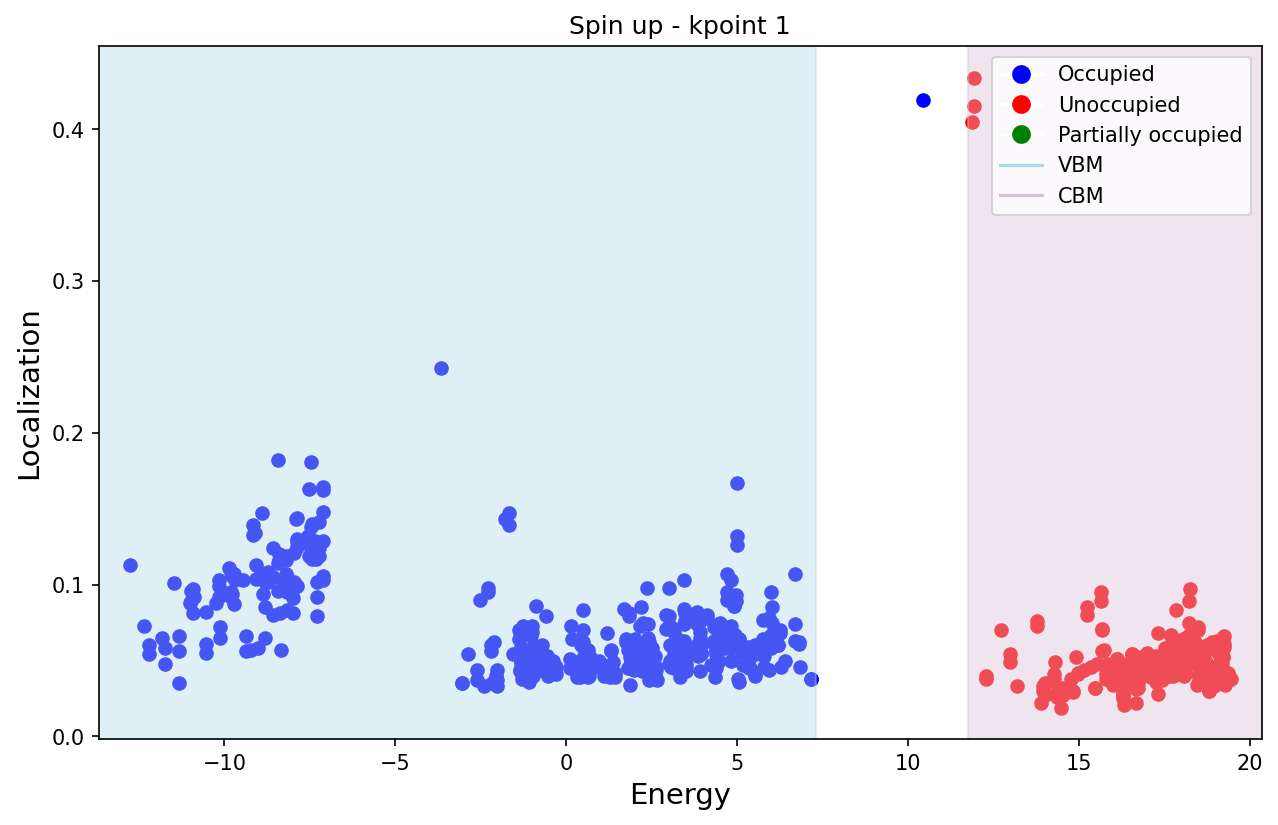 Spin up - kpoint 1
Localization
0.4
0.3
0.2
0.1
0.0
Occupied
Unoccupied
Partially occupied
VBM
CBM
−10
−5
0
5
10
15
20
Energy